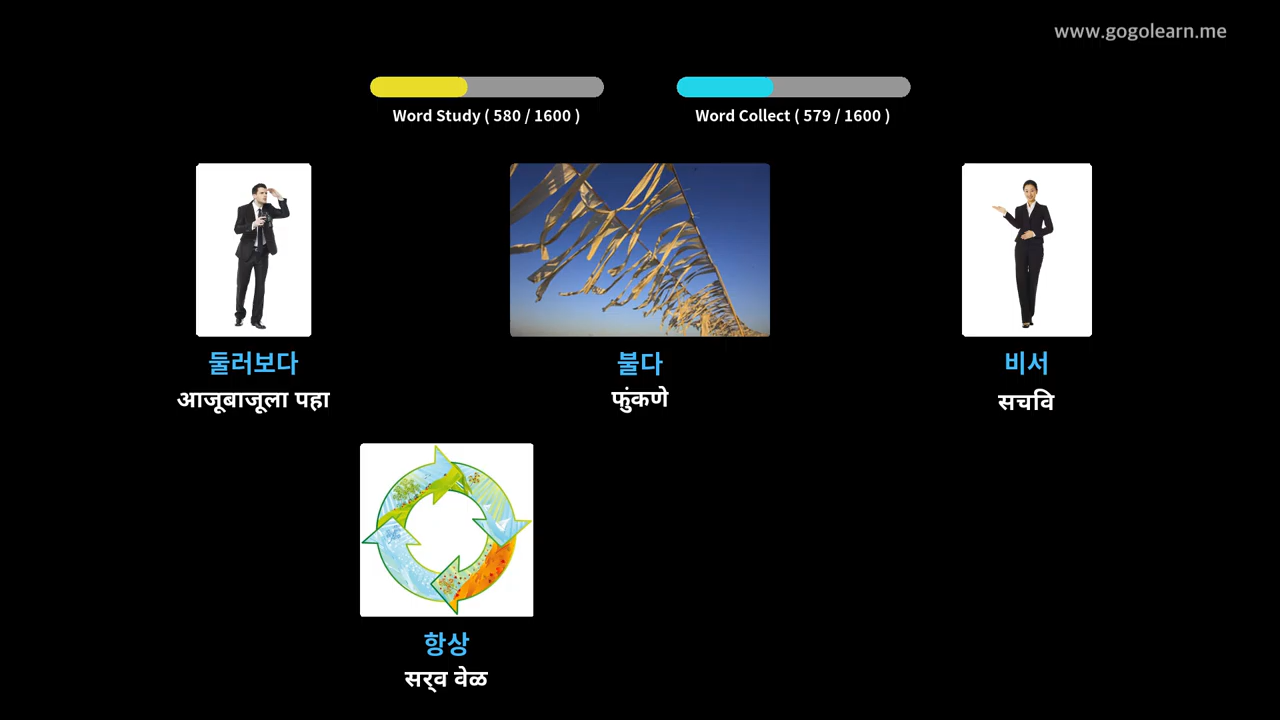 www.gogolearn.me
Word Study ( 580 / 1600 )
Word Collect ( 579 / 1600 )
둘러보다
आजूबाजूला पहा
불다
फुंकणे
비서
सचवि
항상
सर्‍व वेळ